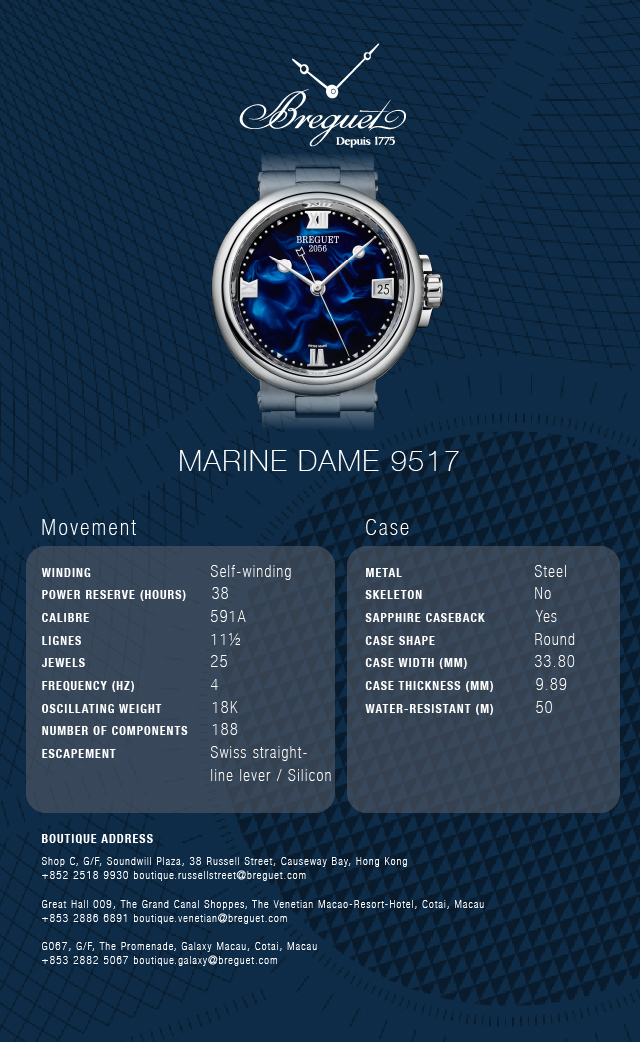 Breguet
Depuis 1775
XII
BREGUET
2056
25
MARINE DAME 9517
Movement
WINDING Self-winding
POWER RESERVE (HOURS) 38
CALIBRE 591A
LIGNES 11½
JEWELS 25
FREQUENCY (HZ) 4
OSCILLATING WEIGHT 18K
NUMBER OF COMPONENTS 188
ESCAPEMENT Swiss straight-
line lever / Silicon
Case
METAL Steel
SKELETON No
SAPPHIRE CASEBACK Yes
CASE SHAPE Round
CASE WIDTH (MM) 33.80
CASE THICKNESS (MM) 9.89
WATER-RESISTANT (M) 50
BOUTIQUE ADDRESS
Shop C, G/F, Soundwill Plaza, 38 Russell Street, Causeway Bay, Hong Kong
+852 2518 9930 boutique.russellstreet@breguet.com
Great Hall 009, The Grand Canal Shoppes, The Venetian Macao-Resort-Hotel, Cotai, Macau
+853 2886 6891 boutique.venetian@breguet.com
G067, G/F, The Promenade, Galaxy Macau, Cotai, Macau
+853 2882 5067 boutique.galaxy@breguet.com